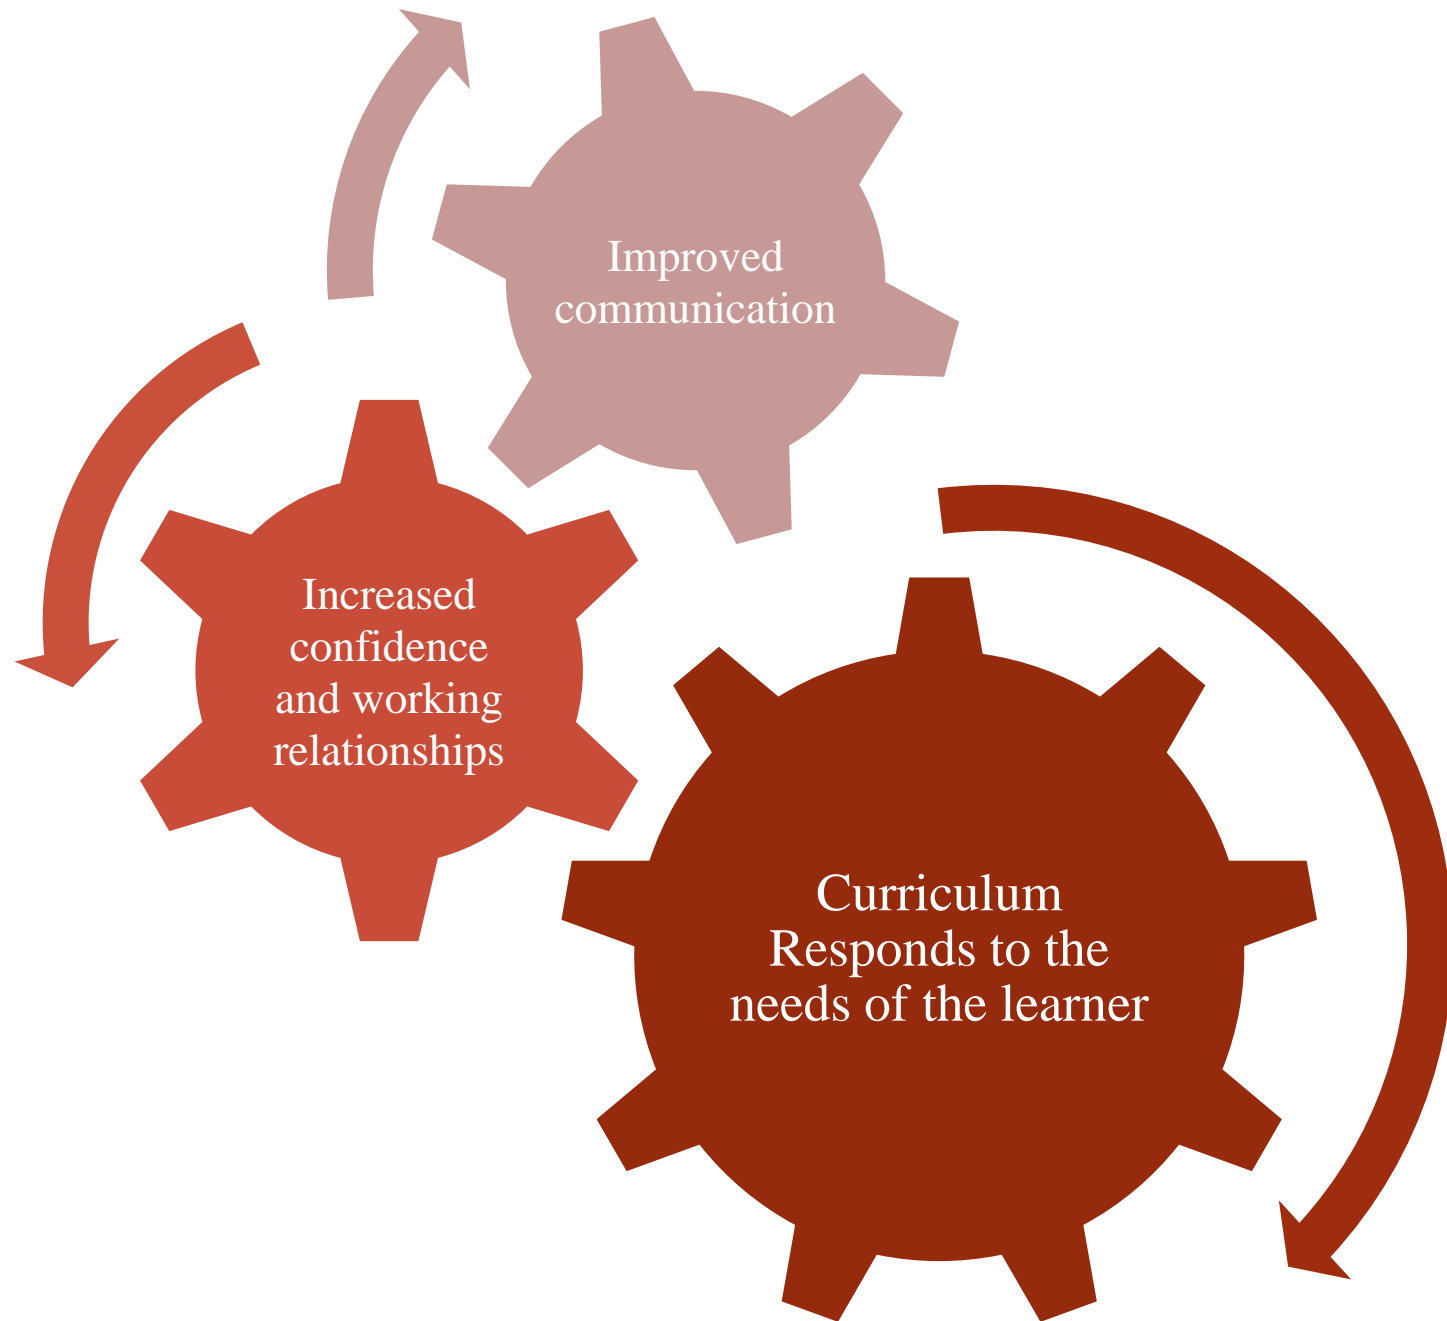 Improved
communication
Increased
confidence
and working
relationships
Curriculum
Responds to the
needs of the learner